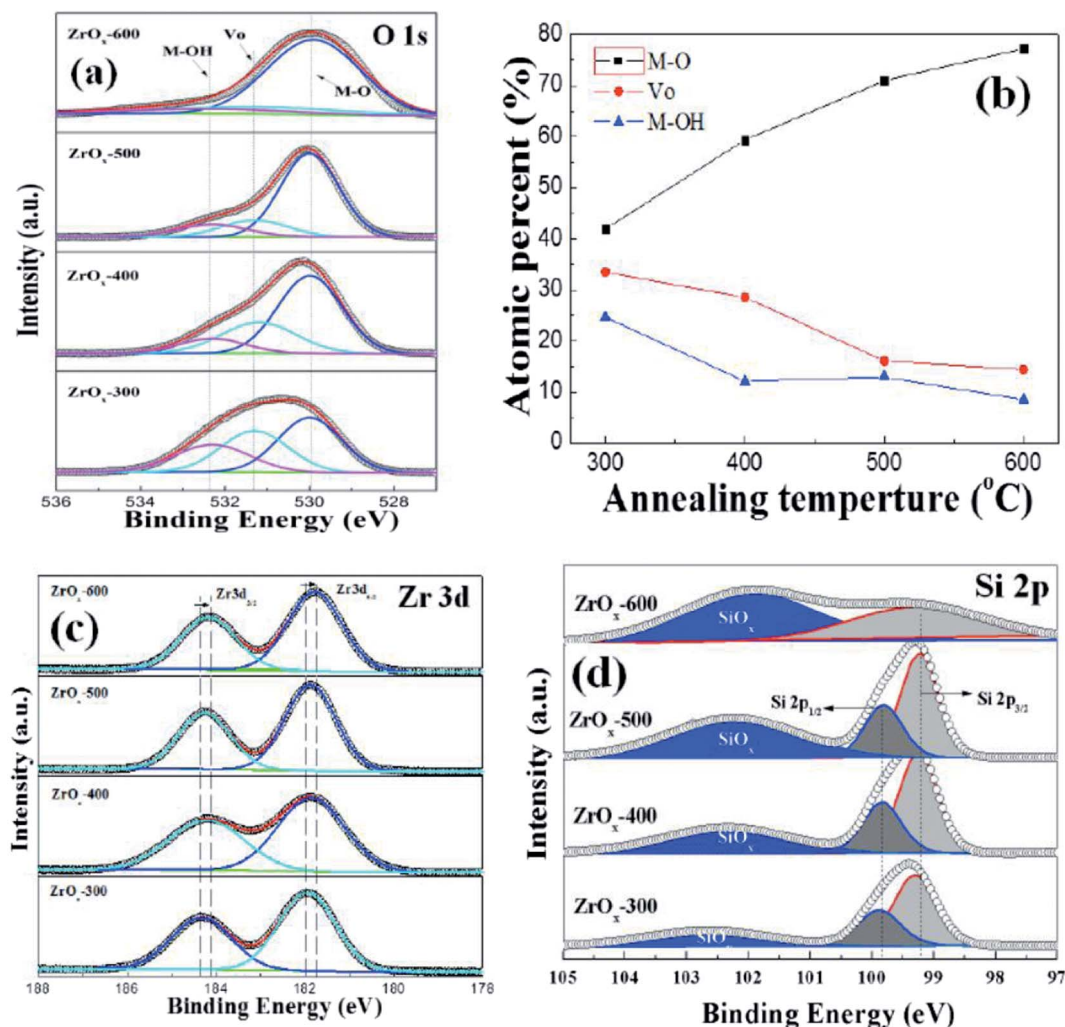 ZrOx-600
O 1s
(a)
M-OH
Vo
M-O
ZrOx-500
ZrOx-400
ZrOx-300
Intensity (a.u.)
536 534 532 530 528
Binding Energy (eV)
80
70
60
50
40
30
20
10
0
M-O
Vo
M-OH
(b)
Atomic percent (%)
300 400 500 600
Annealing temperture (°C)
ZrOx-600
Zr3d3/2
Zr3d5/2
Zr 3d
(c)
ZrOx-500
ZrOx-400
ZrOx-300
Intensity (a.u.)
188 186 184 182 180 178
Binding Energy (eV)
ZrOx-600
Si 2p
SiOx
(d)
Si 2p1/2
Si 2p3/2
ZrOx-500
SiOx
ZrOx-400
SiOx
ZrOx-300
SiOx
Intensity (a.u.)
105 104 103 102 101 100 99 98 97
Binding Energy (eV)